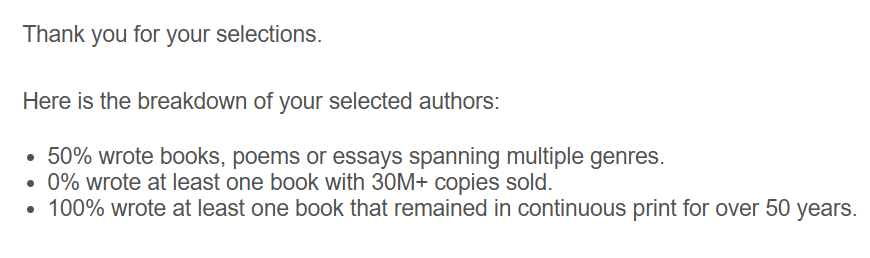 Thank you for your selections.
Here is the breakdown of your selected authors:
• 50% wrote books, poems or essays spanning multiple genres.
• 0% wrote at least one book with 30M+ copies sold.
• 100% wrote at least one book that remained in continuous print for over 50 years.